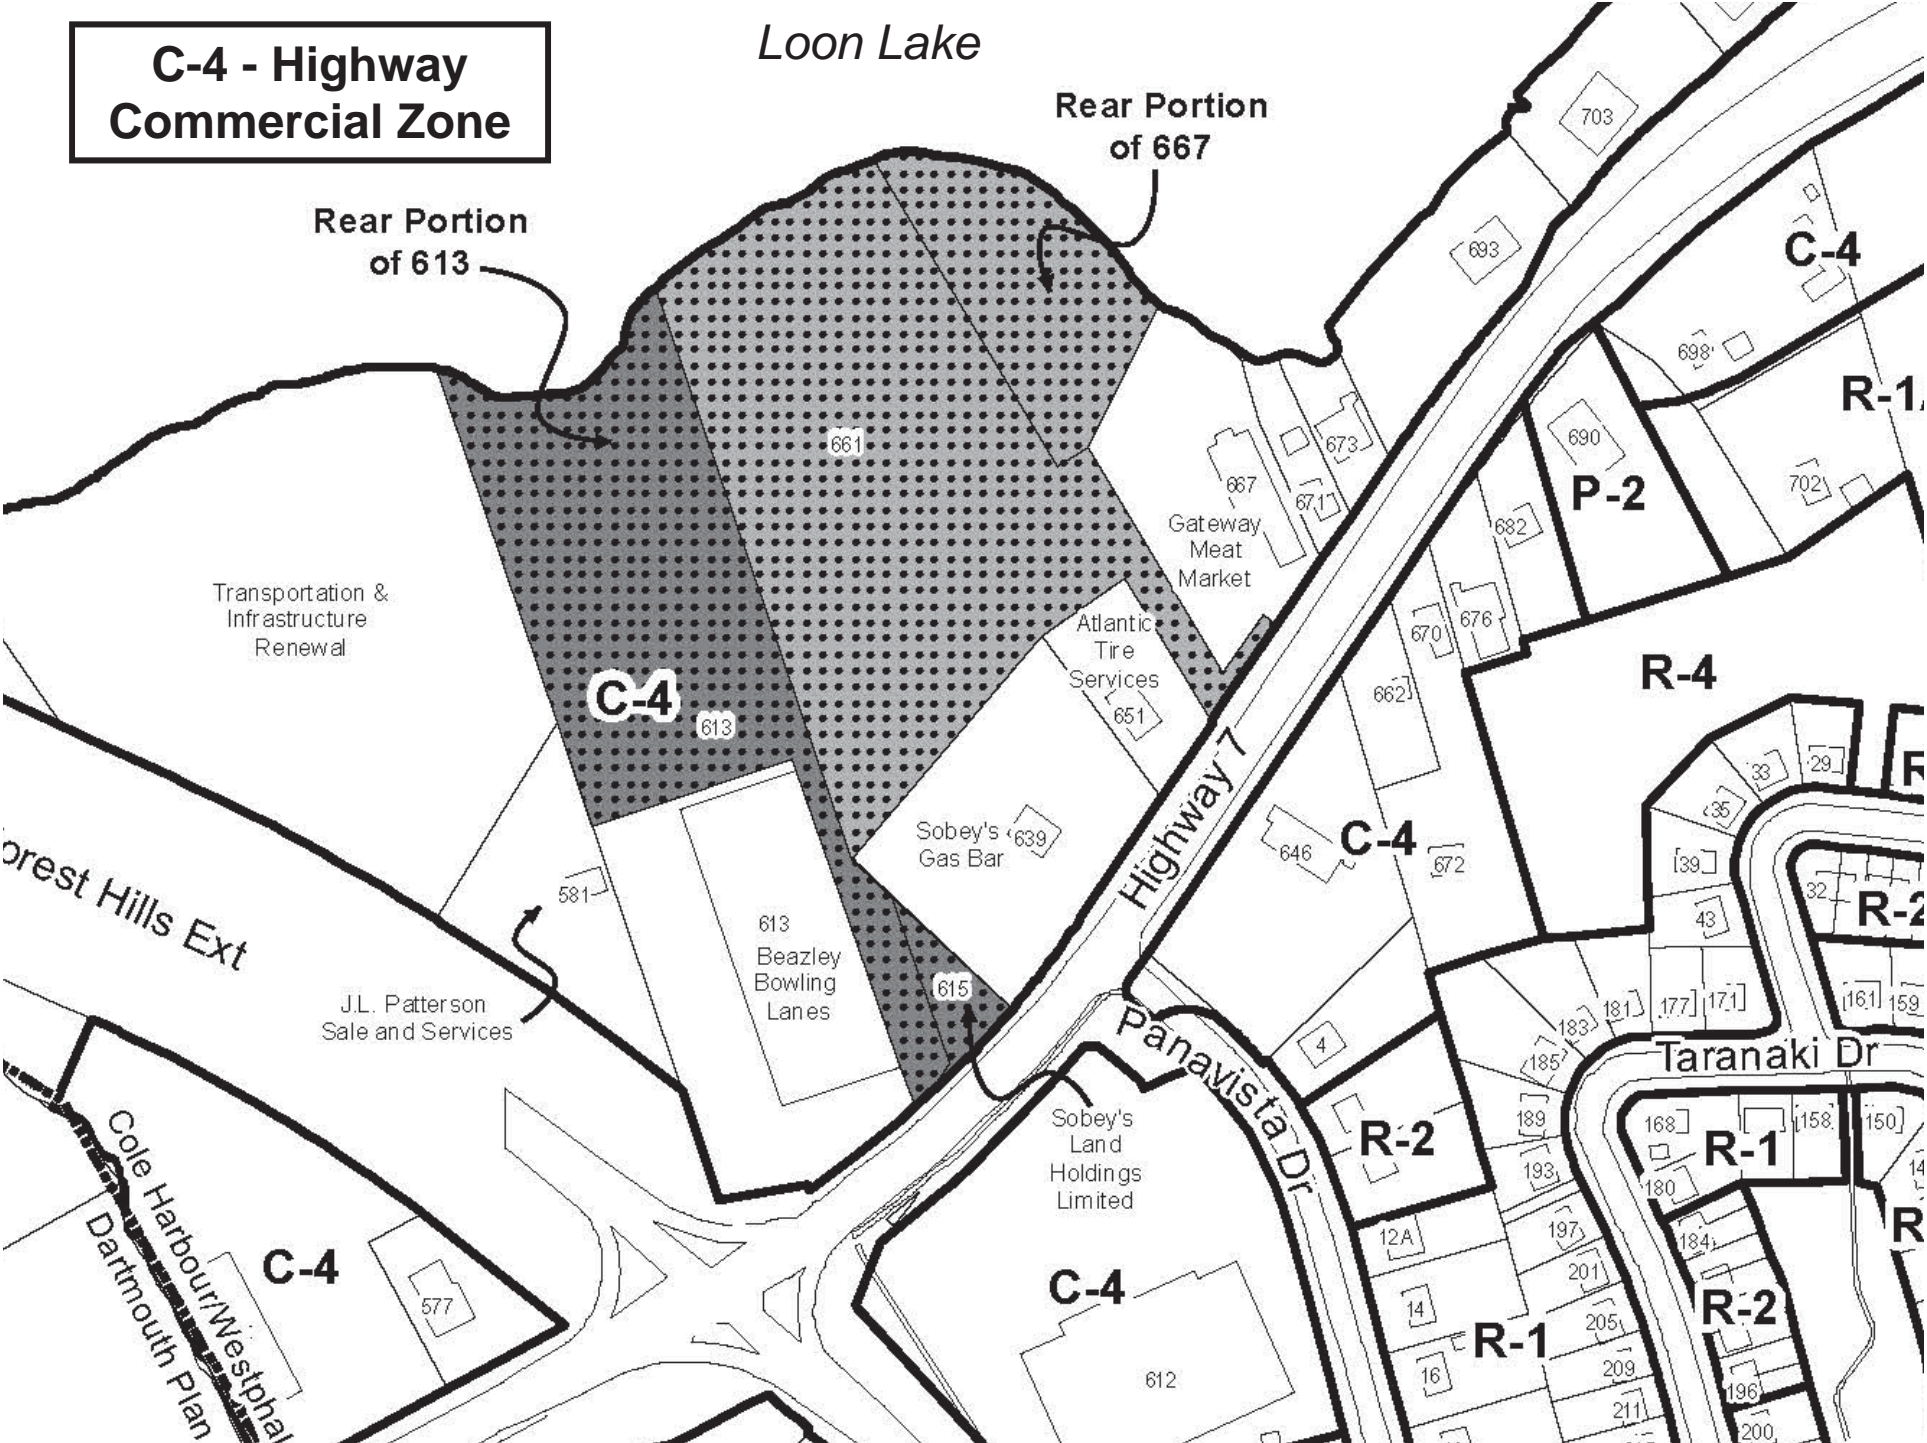 C-4 - Highway
Commercial Zone
Loon Lake
Rear Portion
of 667
Rear Portion
of 613
703
693
C-4
698
R-1
690
P-2
702
661
673
667
671
Gateway
Meat
Market
682
Transportation &
Infrastructure
Renewal
Atlantic
Tire
Services
651
670
676
662
R-4
C-4
613
Highway 7
33
29
R
35
Sobey's
Gas Bar
639
646
C-4
672
39
32
R-2
43
orest Hills Ext
581
613
Beazley
Bowling
Lanes
615
J.L. Patterson
Sale and Services
181
177
171
161
159
183
185
Panavista Dr
4
Taranaki Dr
Sobey's
Land
Holdings
Limited
R-2
189
168
R-1
158
150
193
180
14
Cole Harbour/Westphal
Dartmouth Plan
12A
197
184
R
C-4
577
C-4
201
14
R-2
R-1
205
612
16
209
196
211
200